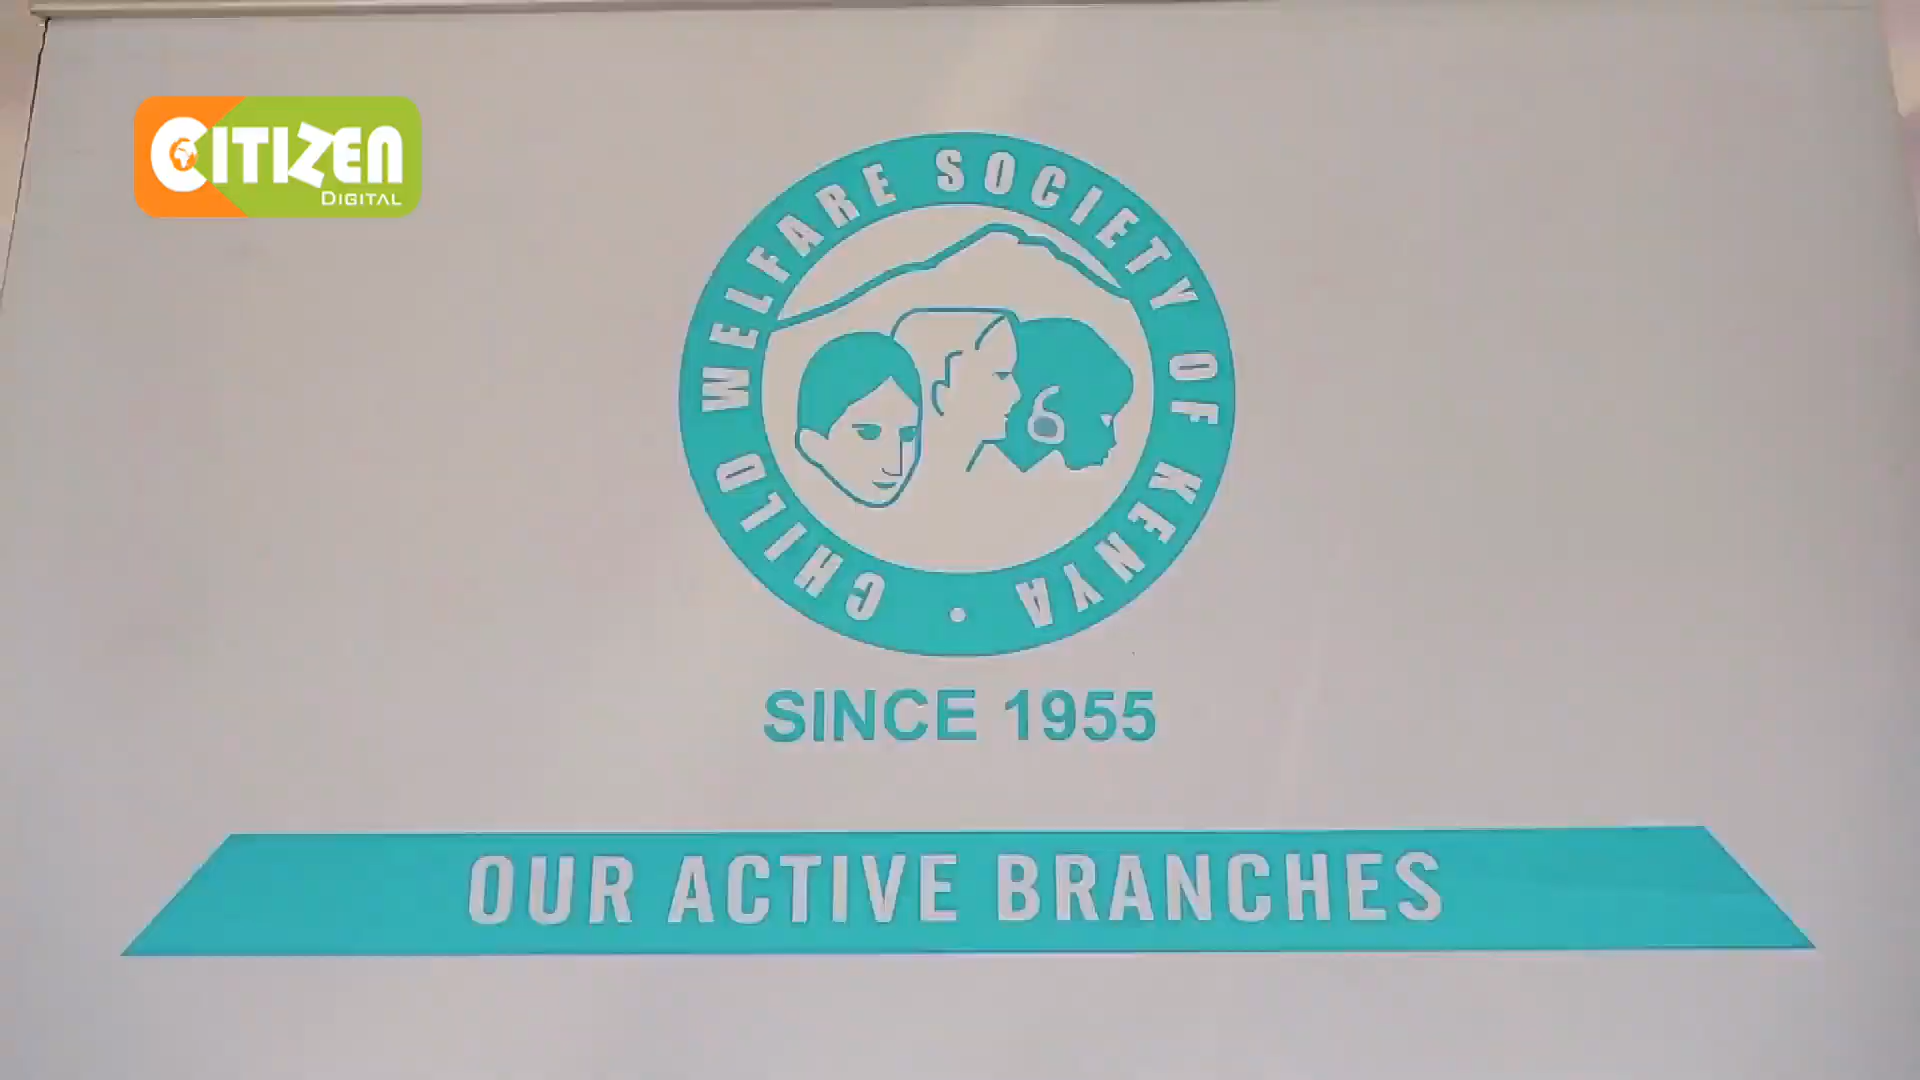 CITIZEN
DIGITAL
CHILD WELFARE SOCIETY OF KENYA
SINCE 1955
OUR ACTIVE BRANCHES